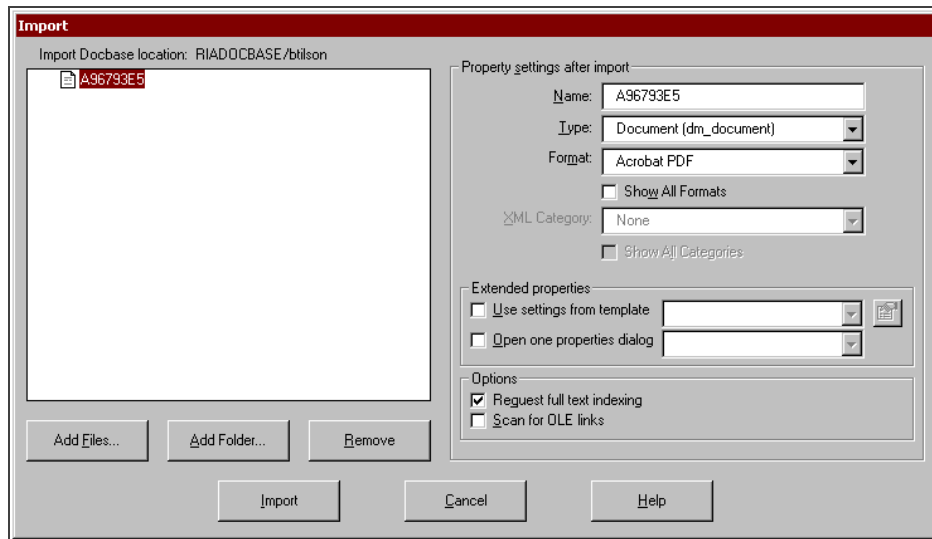 Import
Import Docbase location: RIADOCBASE/btilson
A96793E5
Property settings after import
Name: A96793E5
Type: Document (dm_document)
Format: Acrobat PDF
Show All Formats
XML Category: None
Show All Categories
Extended properties
Use settings from template
Open one properties dialog
Options
Request full text indexing
Scan for OLE links
Add Files... Add Folder... Remove
Import Cancel Help